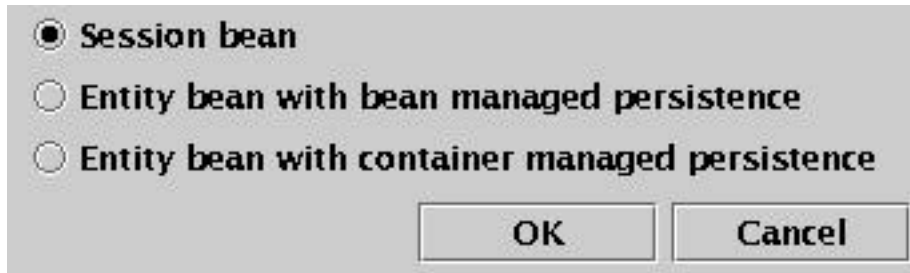 Session bean
Entity bean with bean managed persistence
Entity bean with container managed persistence
OK Cancel